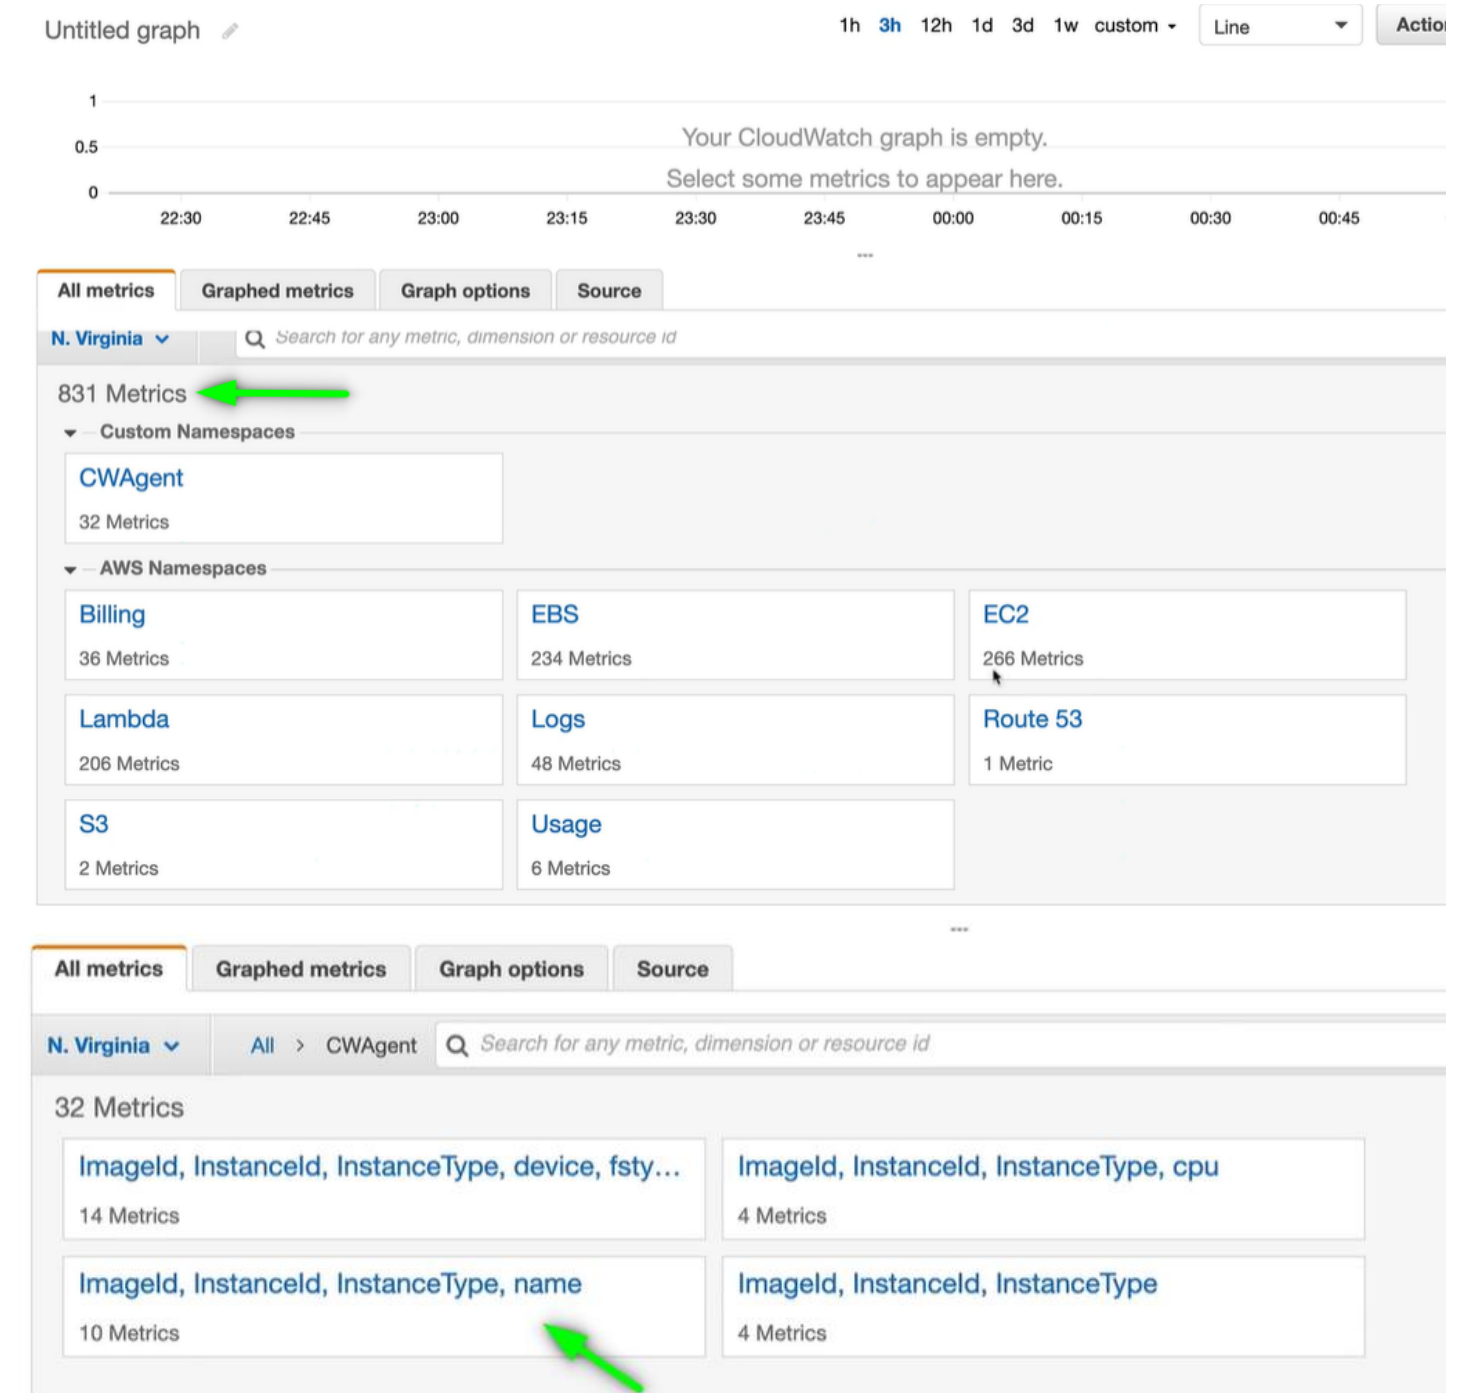 Untitled graph
1h 3h 12h 1d 3d 1w custom Line
1
0.5
0
Your CloudWatch graph is empty.
Select some metrics to appear here.
22:30 22:45 23:00 23:15 23:30 23:45 00:00 00:15 00:30 00:45
All metrics Graphed metrics Graph options Source
N. Virginia Search for any metric, dimension or resource id
831 Metrics
Custom Namespaces
CWAgent
32 Metrics
AWS Namespaces
Billing EBS EC2
36 Metrics 234 Metrics 266 Metrics
Lambda Logs Route 53
206 Metrics 48 Metrics 1 Metric
S3 Usage
2 Metrics 6 Metrics
All metrics Graphed metrics Graph options Source
N. Virginia All > CWAgent Search for any metric, dimension or resource id
32 Metrics
ImageId, InstanceId, InstanceType, device, fsty... ImageId, InstanceId, InstanceType, cpu
14 Metrics 4 Metrics
ImageId, InstanceId, InstanceType, name ImageId, InstanceId, InstanceType
10 Metrics 4 Metrics